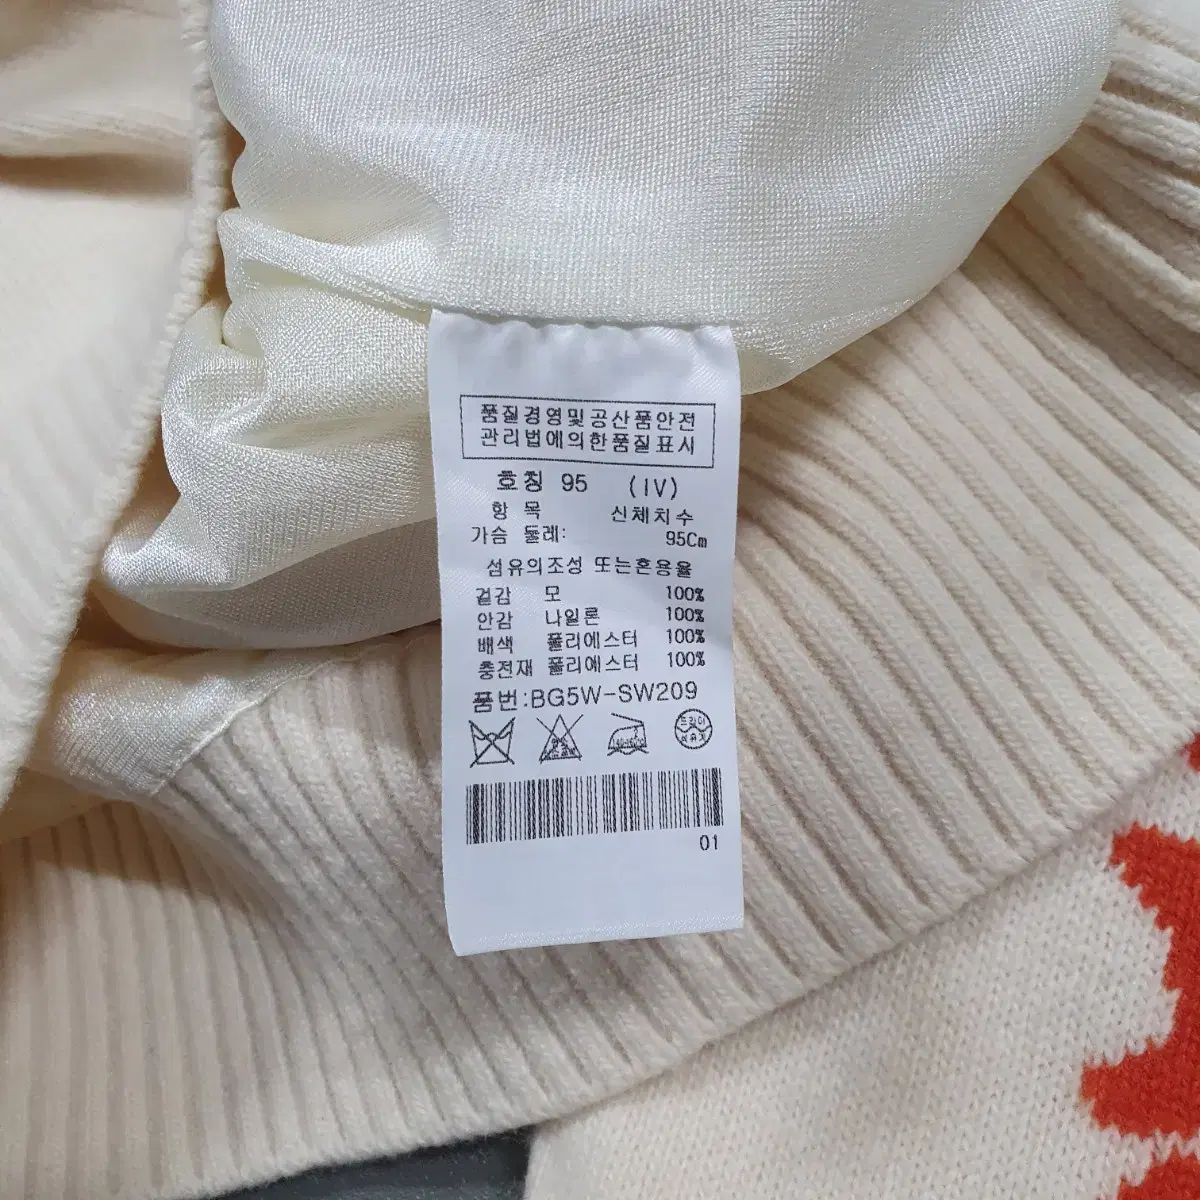 품질경영및공산품안전
관리법에의한품질표시
호칭 95 (IV)
항 목 신체치수
가슴 둘레: 95Cm
섬유의조성 또는혼용율
겉감 모 100%
안감 나일론 100%
배색 폴리에스터 100%
충전재 폴리에스터 100%
품번:BG5W-SW209
드라이
01